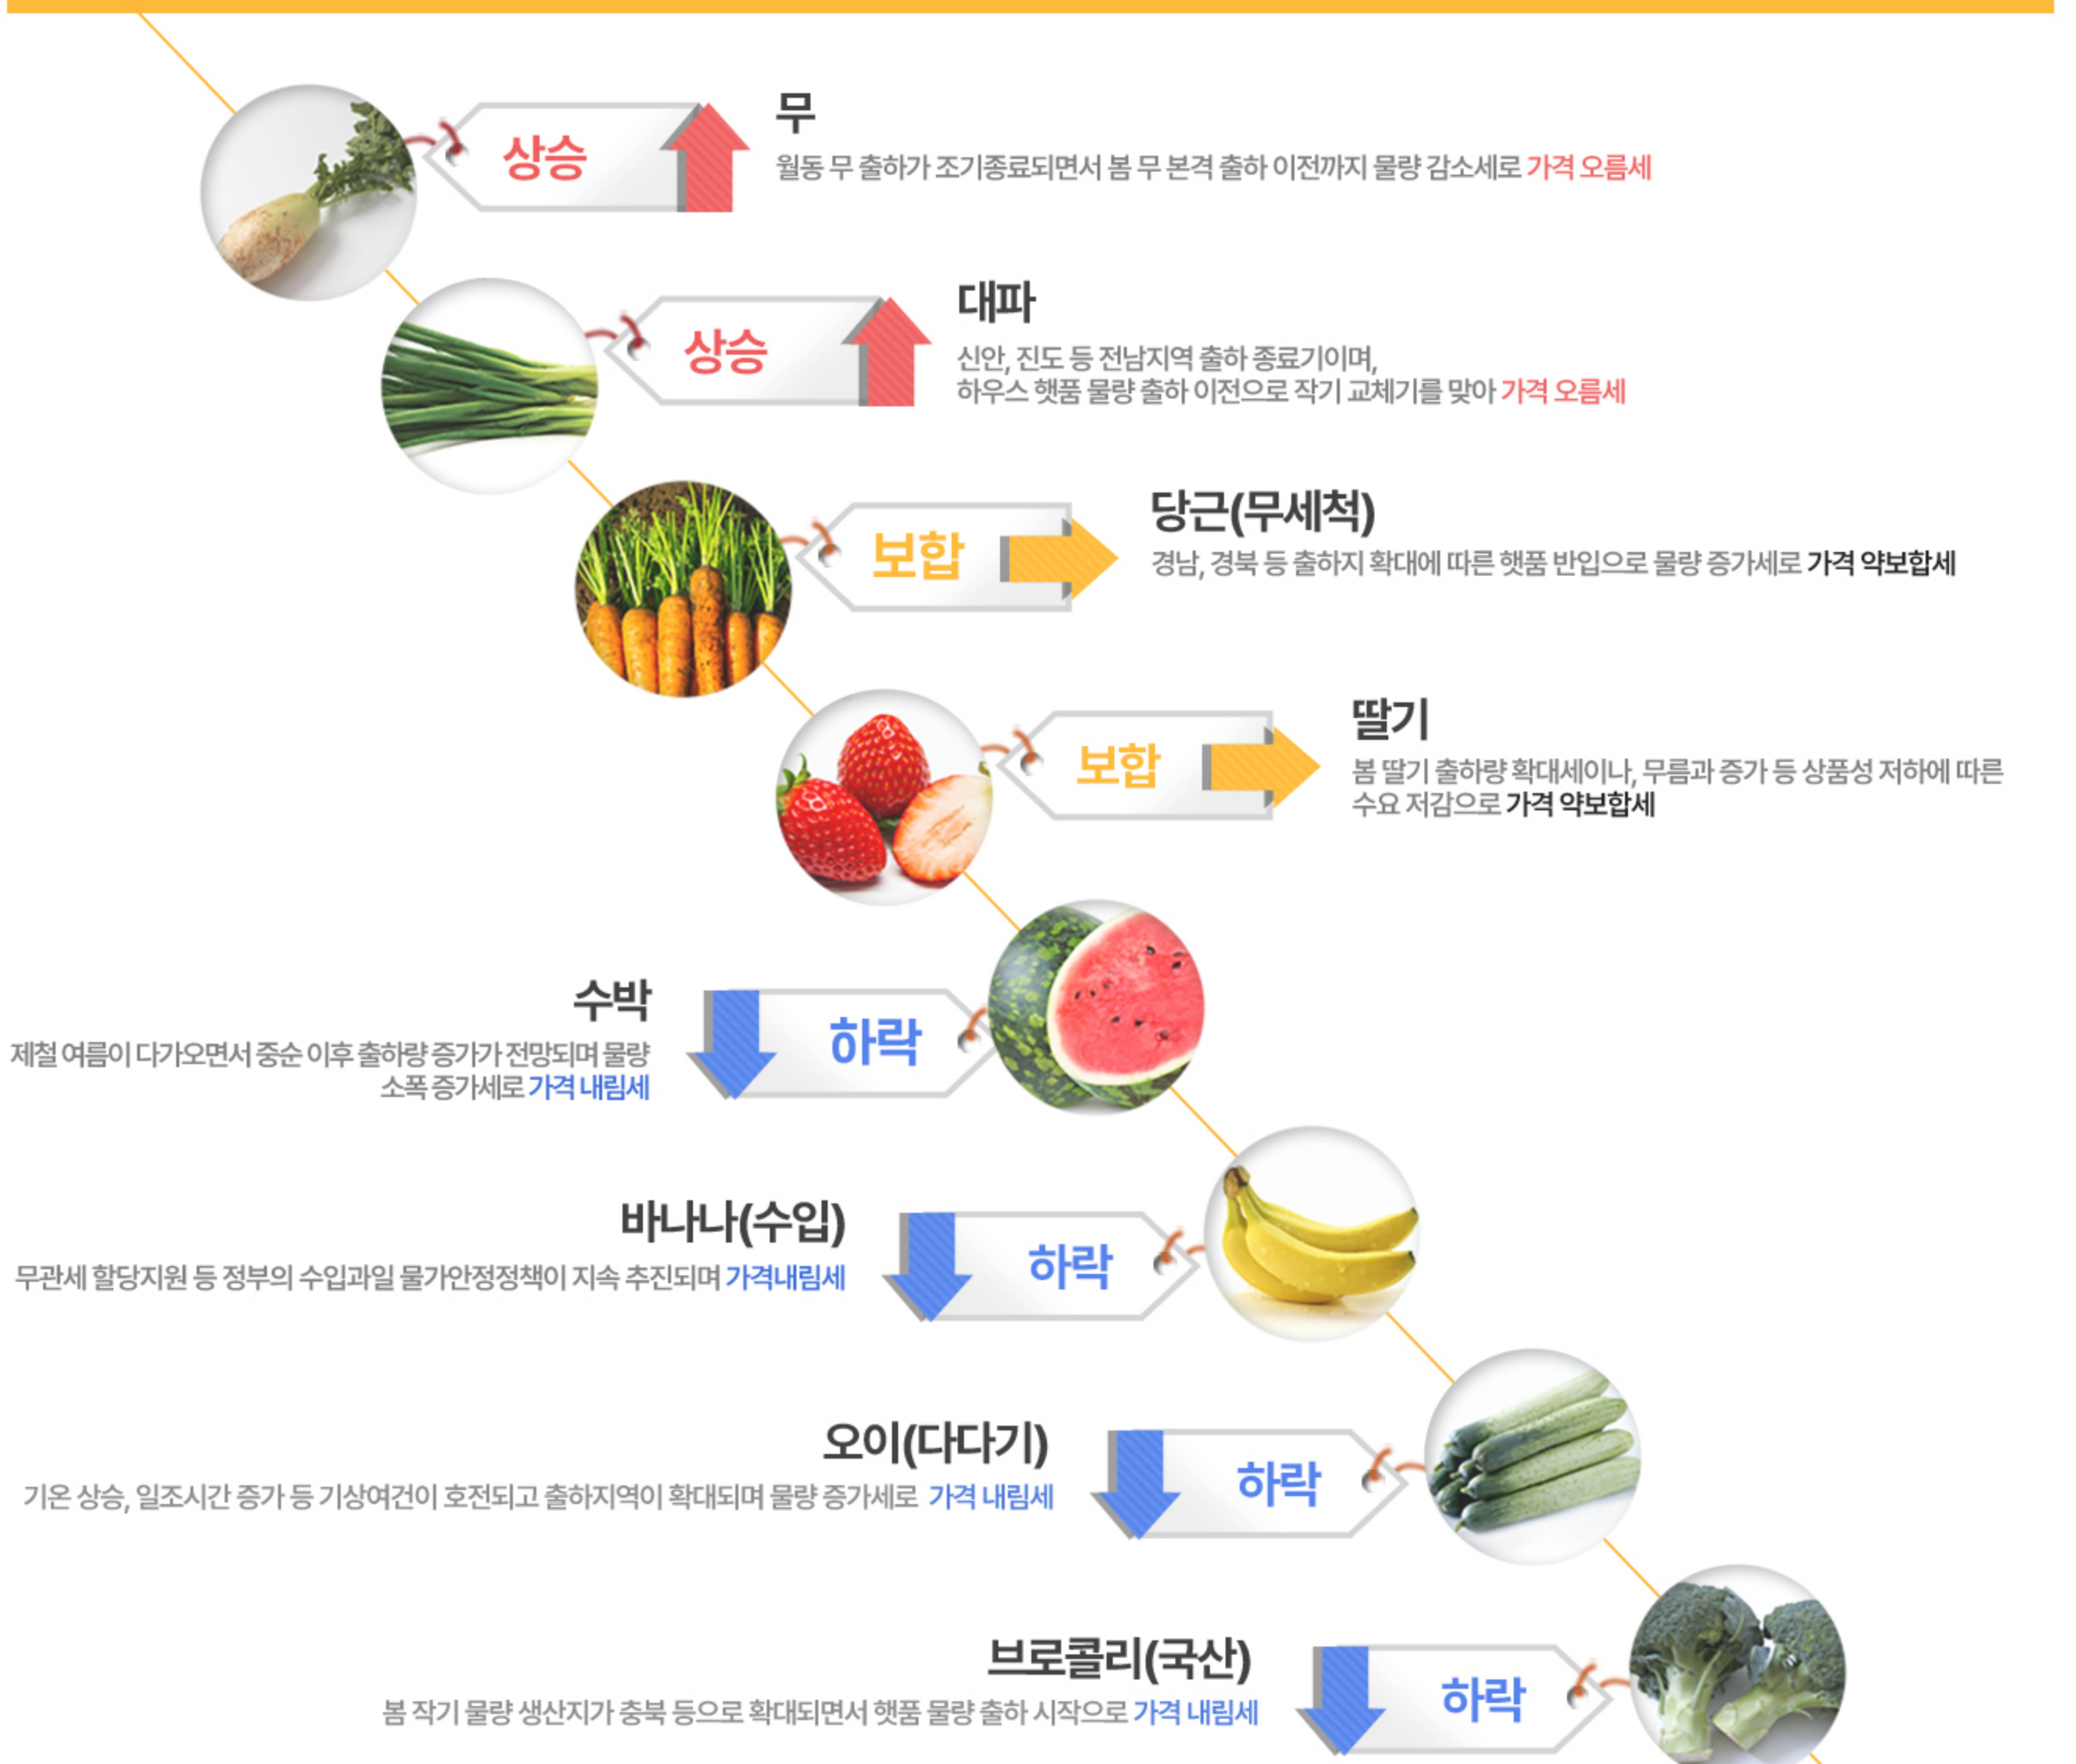 상승
무
월동 무 출하가 조기종료되면서 봄 무 본격 출하 이전까지 물량 감소세로 가격 오름세
상승
대파
신안, 진도 등 전남지역 출하 종료기이며,
하우스 햇품 물량 출하 이전으로 작기 교체기를 맞아 가격 오름세
보합
당근(무세척)
경남, 경북 등 출하지 확대에 따른 햇품 반입으로 물량 증가세로 가격 약보합세
보합
딸기
봄 딸기 출하량 확대세이나, 무름과 증가 등 상품성 저하에 따른
수요 저감으로 가격 약보합세
수박
제철 여름이 다가오면서 중순 이후 출하량 증가가 전망되며 물량
소폭 증가세로 가격 내림세
하락
바나나(수입)
무관세 할당지원 등 정부의 수입과일 물가안정정책이 지속 추진되며 가격내림세
하락
오이(다다기)
기온 상승, 일조시간 증가 등 기상여건이 호전되고 출하지역이 확대되며 물량 증가세로 가격 내림세
하락
브로콜리(국산)
봄 작기 물량 생산지가 충북 등으로 확대되면서 햇품 물량 출하 시작으로 가격 내림세
하락